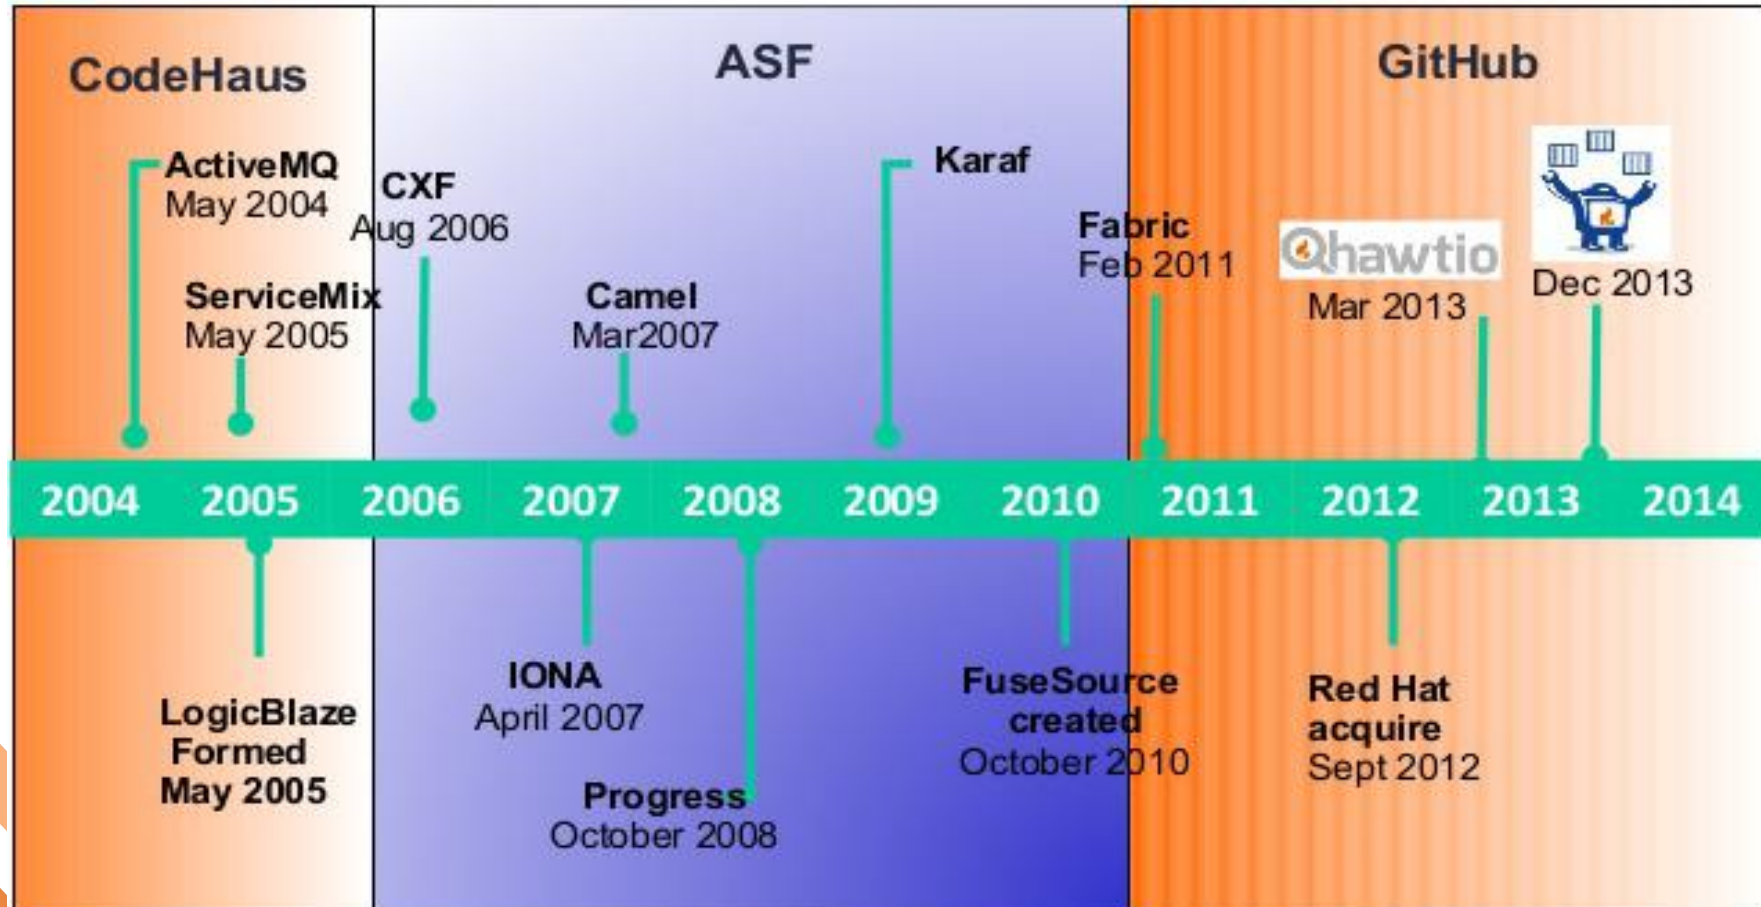 CodeHaus
ASF
GitHub
ActiveMQ
May 2004
CXF
Aug 2006
Karaf
Fabric
Feb 2011
hawtio
Mar 2013
Dec 2013
ServiceMix
May 2005
Camel
Mar2007
2004 2005 2006 2007 2008 2009 2010 2011 2012 2013 2014
LogicBlaze
Formed
May 2005
IONA
April 2007
Progress
October 2008
FuseSource
created
October 2010
Red Hat
acquire
Sept 2012